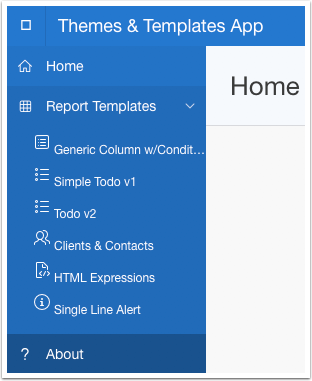 Themes & Templates App
Home
Home
Report Templates
Generic Column w/Condit...
Simple Todo v1
Todo v2
Clients & Contacts
HTML Expressions
Single Line Alert
? About